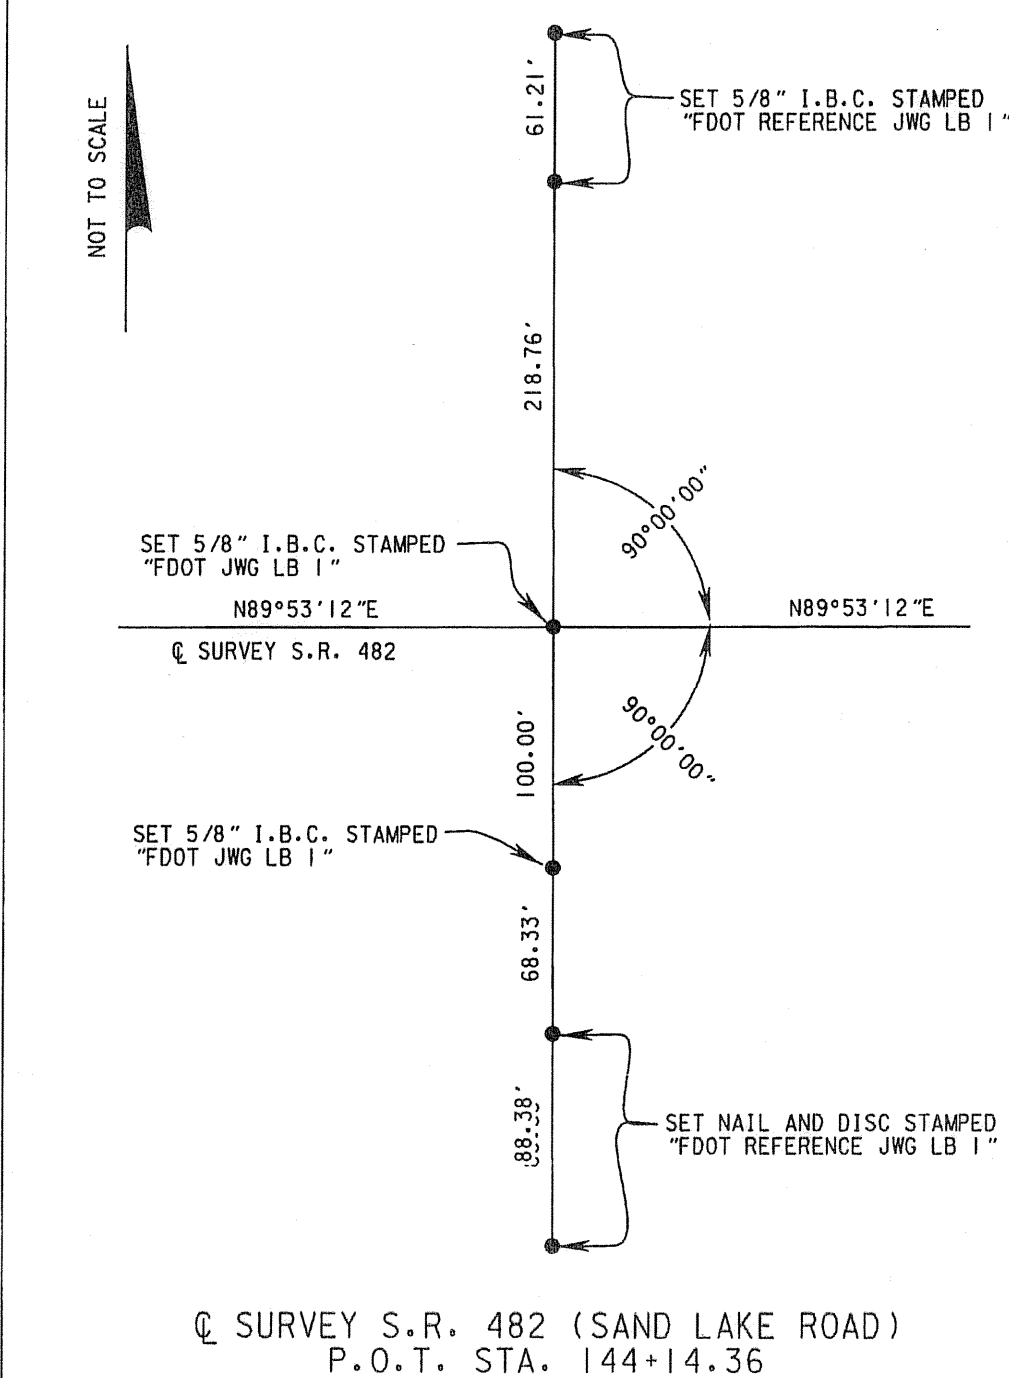 61.21'
SET 5/8" I.B.C. STAMPED
"FDOT REFERENCE JWG LB 1"
NOT TO SCALE
218.76'
90°00'00"
SET 5/8" I.B.C. STAMPED
"FDOT JWG LB 1"
N89°53'12"E
N89°53'12"E
℄ SURVEY S.R. 482
90°00'00"
100.00'
SET 5/8" I.B.C. STAMPED
"FDOT JWG LB 1"
68.33'
88.38'
SET NAIL AND DISC STAMPED
"FDOT REFERENCE JWG LB 1"
℄ SURVEY S.R. 482 (SAND LAKE ROAD)
P.O.T. STA. 144+14.36